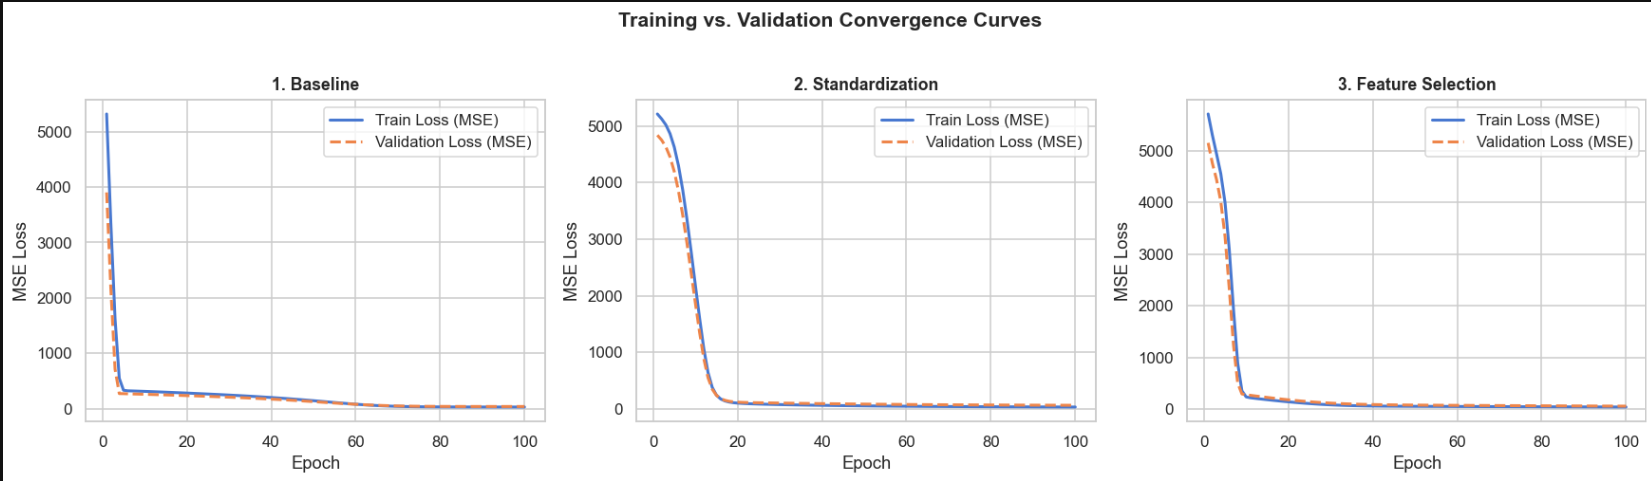 Training vs. Validation Convergence Curves
1. Baseline
Train Loss (MSE)
Validation Loss (MSE)
5000
4000
3000
2000
1000
0
MSE Loss
0 20 40 60 80 100
Epoch
2. Standardization
Train Loss (MSE)
Validation Loss (MSE)
5000
4000
3000
2000
1000
0
MSE Loss
0 20 40 60 80 100
Epoch
3. Feature Selection
Train Loss (MSE)
Validation Loss (MSE)
5000
4000
3000
2000
1000
0
MSE Loss
0 20 40 60 80 100
Epoch